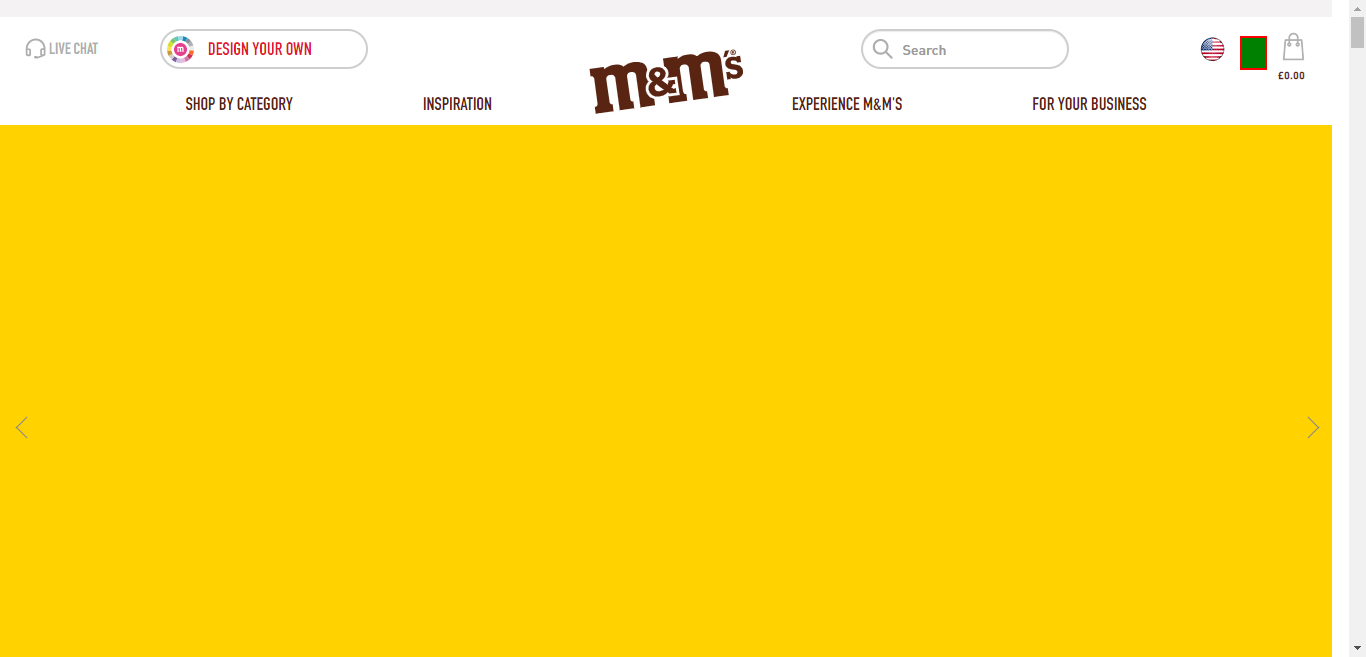 LIVE CHAT
DESIGN YOUR OWN
m
Search
£0.00
m&m's®
SHOP BY CATEGORY
INSPIRATION
EXPERIENCE M&M'S
FOR YOUR BUSINESS